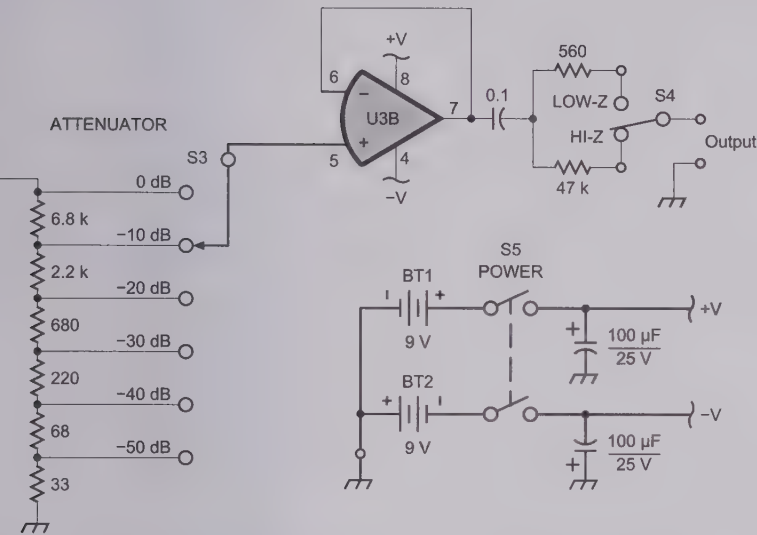 +V
6
8
560
−
U3B
7
0.1
LOW-Z
S4
ATTENUATOR
+
HI-Z
Output
S3
5
4
47 k
−V
0 dB
6.8 k
−10 dB
2.2 k
−20 dB
680
−30 dB
220
−40 dB
68
−50 dB
33
S5
POWER
BT1
+V
9 V
+
100 µF
25 V
BT2
−V
9 V
+
100 µF
25 V